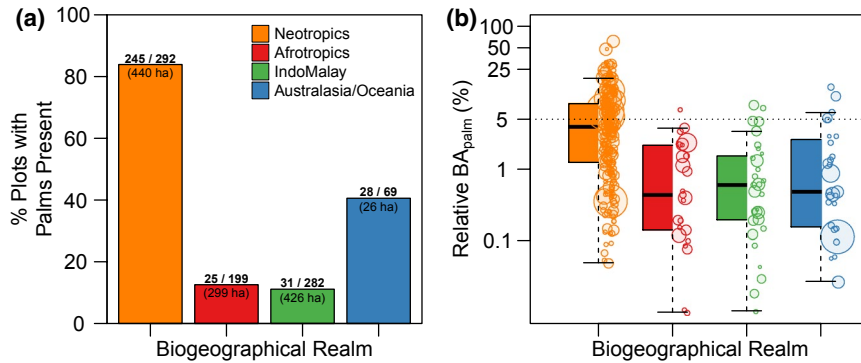 (a)
% Plots with
Palms Present
100
80
60
40
20
0
245 / 292
(440 ha)
25 / 199
(299 ha)
31 / 282
(426 ha)
28 / 69
(26 ha)
Neotropics
Afrotropics
IndoMalay
Australasia/Oceania
Biogeographical Realm
(b)
Relative BApalm (%)
100
50
25
5
1
0.1
Biogeographical Realm